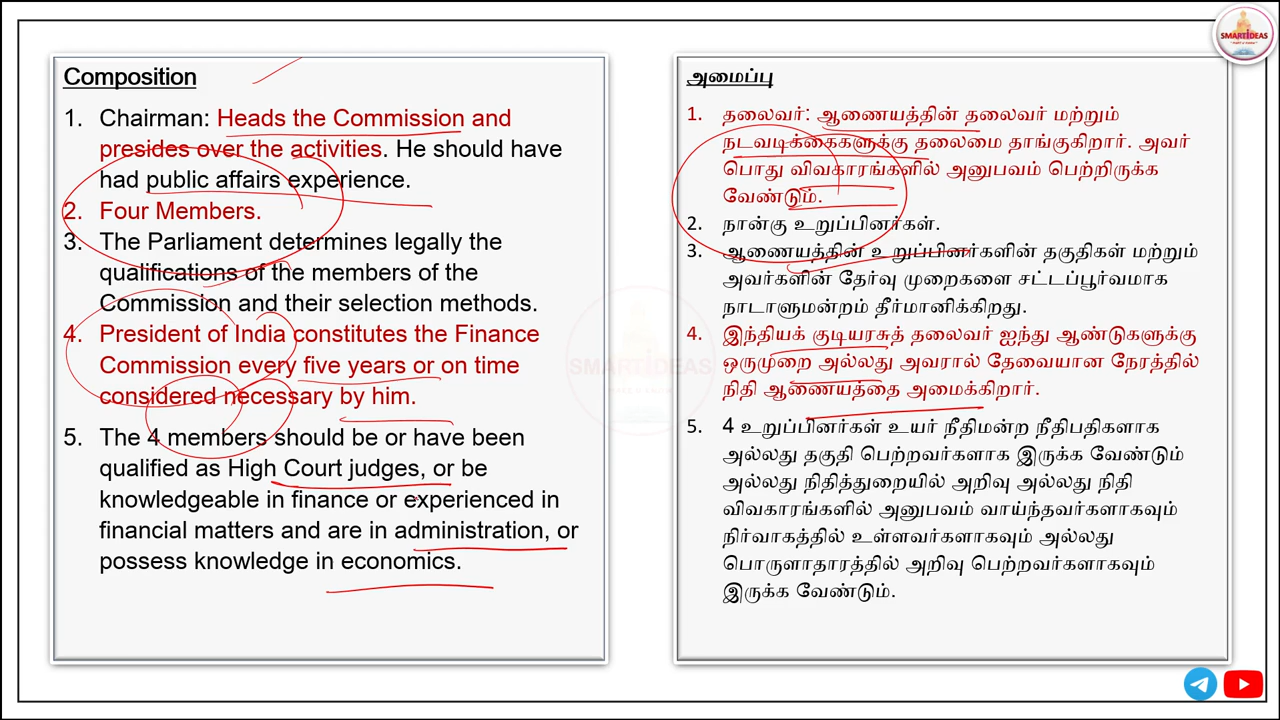 SMARTIDEAS
Composition
1. Chairman: Heads the Commission and
presides over the activities. He should have
had public affairs experience.
2. Four Members.
3. The Parliament determines legally the
qualifications of the members of the
Commission and their selection methods.
4. President of India constitutes the Finance
Commission every five years or on time
considered necessary by him.
5. The 4 members should be or have been
qualified as High Court judges, or be
knowledgeable in finance or experienced in
financial matters and are in administration, or
possess knowledge in economics.
அமைப்பு
1. தலைவர்: ஆணையத்தின் தலைவர் மற்றும்
நடவடிக்கைகளுக்கு தலைமை தாங்குகிறார். அவர்
பொது விவகாரங்களில் அனுபவம் பெற்றிருக்க
வேண்டும்.
2. நான்கு உறுப்பினர்கள்.
3. ஆணையத்தின் உறுப்பினர்களின் தகுதிகள் மற்றும்
அவர்களின் தேர்வு முறைகளை சட்டப்பூர்வமாக
நாடாளுமன்றம் தீர்மானிக்கிறது.
4. இந்தியக் குடியரசுத் தலைவர் ஐந்து ஆண்டுகளுக்கு
ஒருமுறை அல்லது அவரால் தேவையான நேரத்தில்
நிதி ஆணையத்தை அமைக்கிறார்.
5. 4 உறுப்பினர்கள் உயர் நீதிமன்ற நீதிபதிகளாக
அல்லது தகுதி பெற்றவர்களாக இருக்க வேண்டும்
அல்லது நிதித்துறையில் அறிவு அல்லது நிதி
விவகாரங்களில் அனுபவம் வாய்ந்தவர்களாகவும்
நிர்வாகத்தில் உள்ளவர்களாகவும் அல்லது
பொருளாதாரத்தில் அறிவு பெற்றவர்களாகவும்
இருக்க வேண்டும்.
SMARTIDEAS